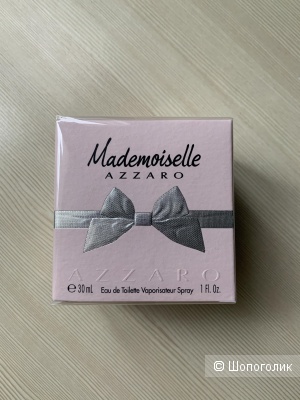 Mademoiselle
AZZARO
AZZARO
℮ 30 mL Eau de Toilette Vaporisateur Spray 1 Fl. Oz.
© Шопоголик